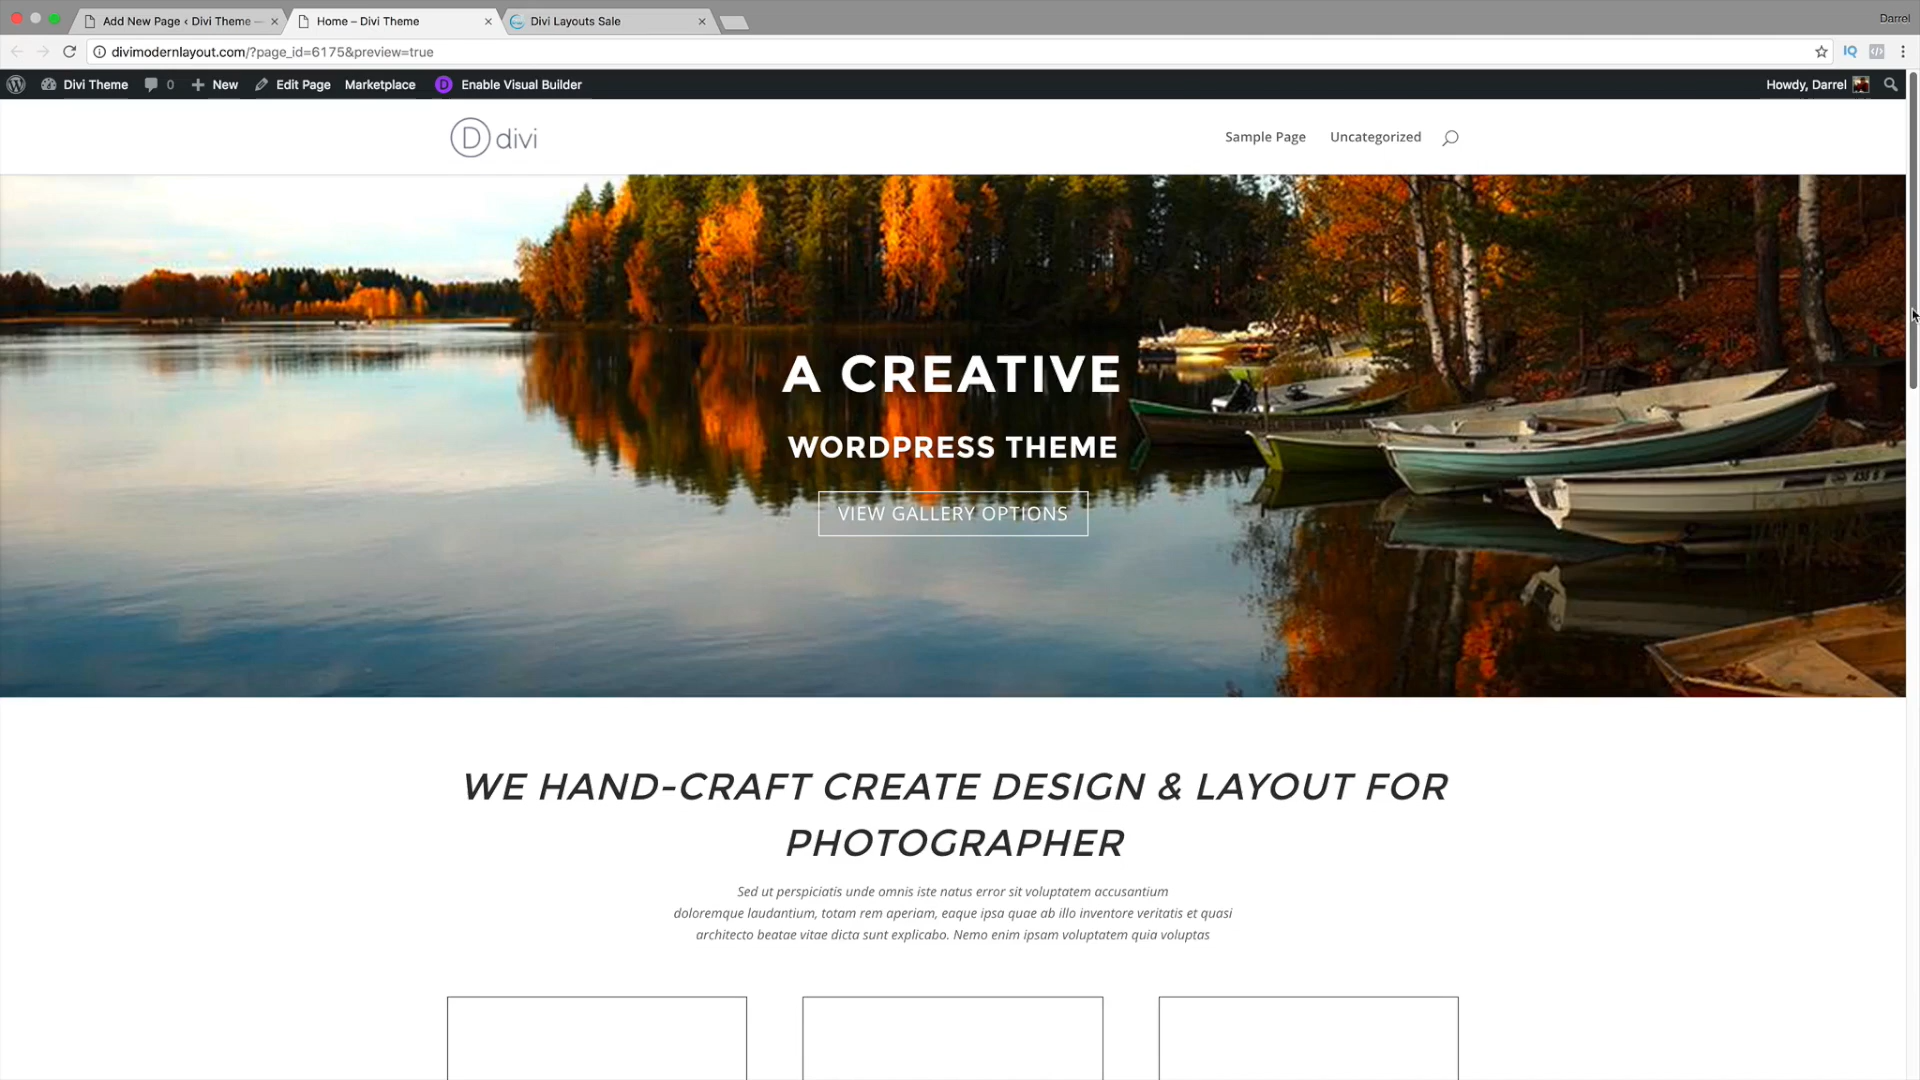 Add New Page ‹ Divi Theme —
Home – Divi Theme
Divi Layouts Sale
Darrel
divimodernlayout.com/?page_id=6175&preview=true
IQ
Divi Theme
0
New
Edit Page
Marketplace
D
Enable Visual Builder
Howdy, Darrel
D divi
Sample Page
Uncategorized
A CREATIVE
WORDPRESS THEME
VIEW GALLERY OPTIONS
WE HAND-CRAFT CREATE DESIGN & LAYOUT FOR
PHOTOGRAPHER
Sed ut perspiciatis unde omnis iste natus error sit voluptatem accusantium
doloremque laudantium, totam rem aperiam, eaque ipsa quae ab illo inventore veritatis et quasi
architecto beatae vitae dicta sunt explicabo. Nemo enim ipsam voluptatem quia voluptas